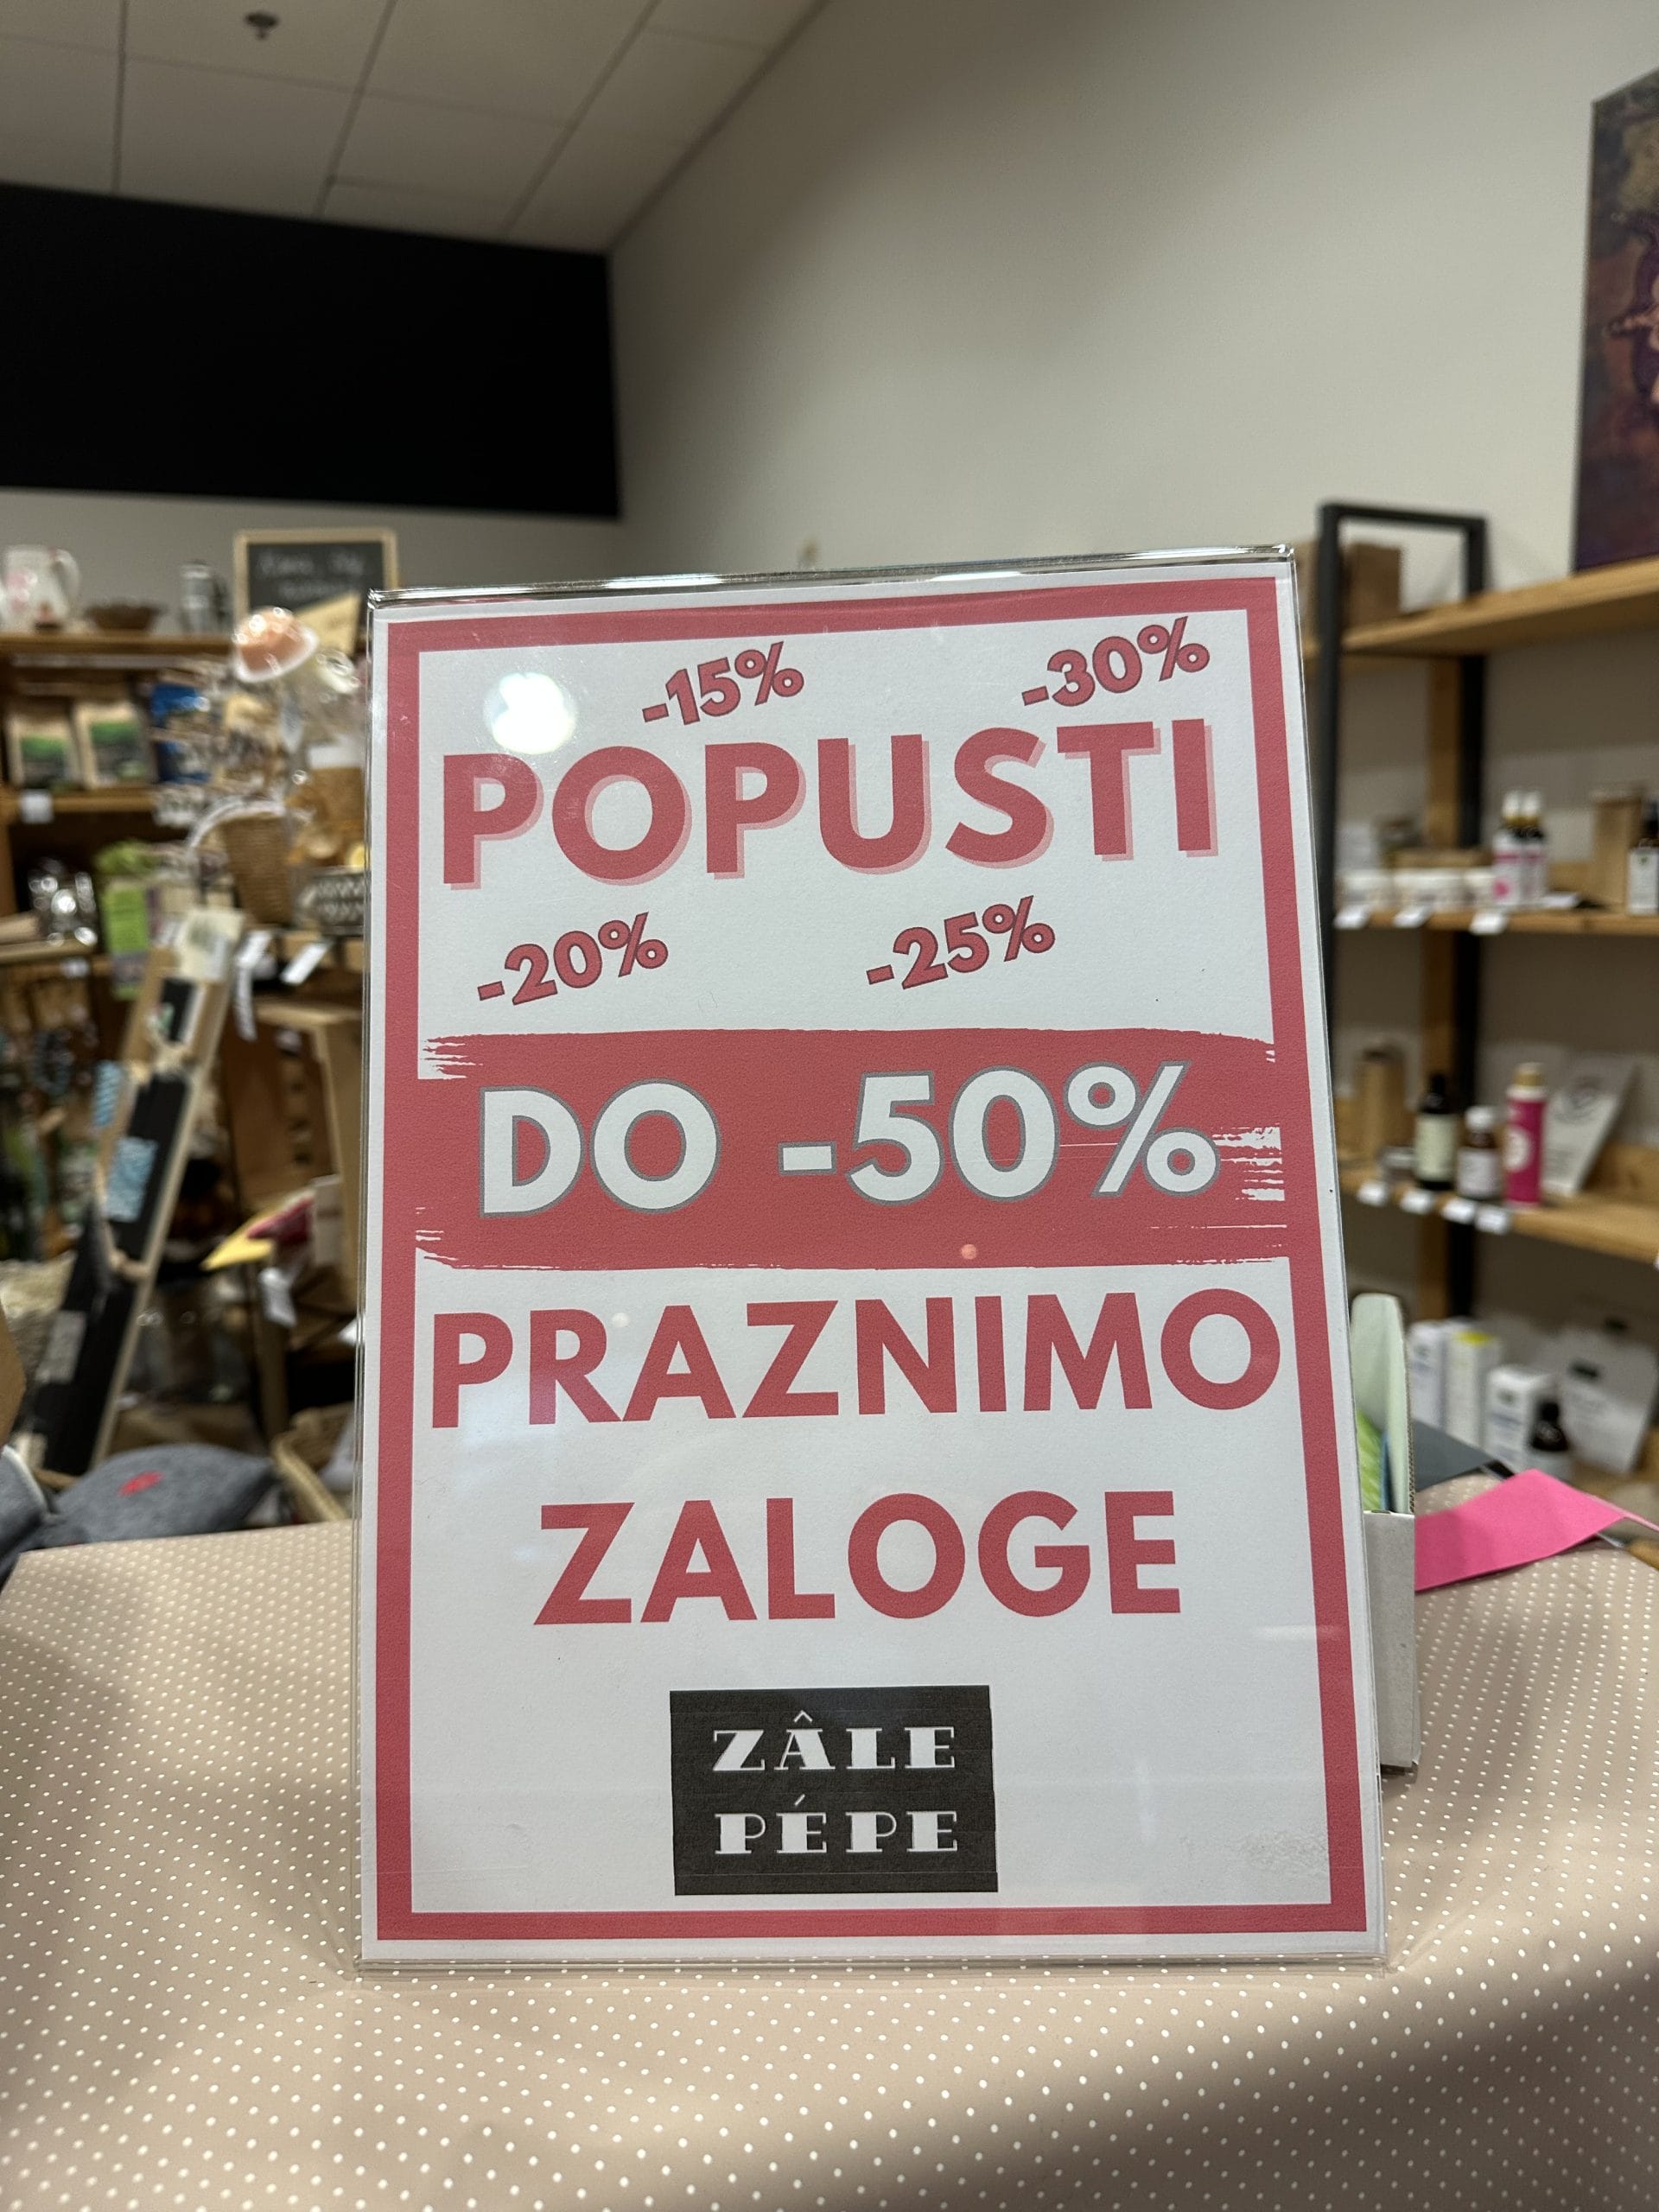 -15% -30%
POPUSTI
-20% -25%
DO -50%
PRAZNIMO
ZALOGE
ZÂLE
PÉPE